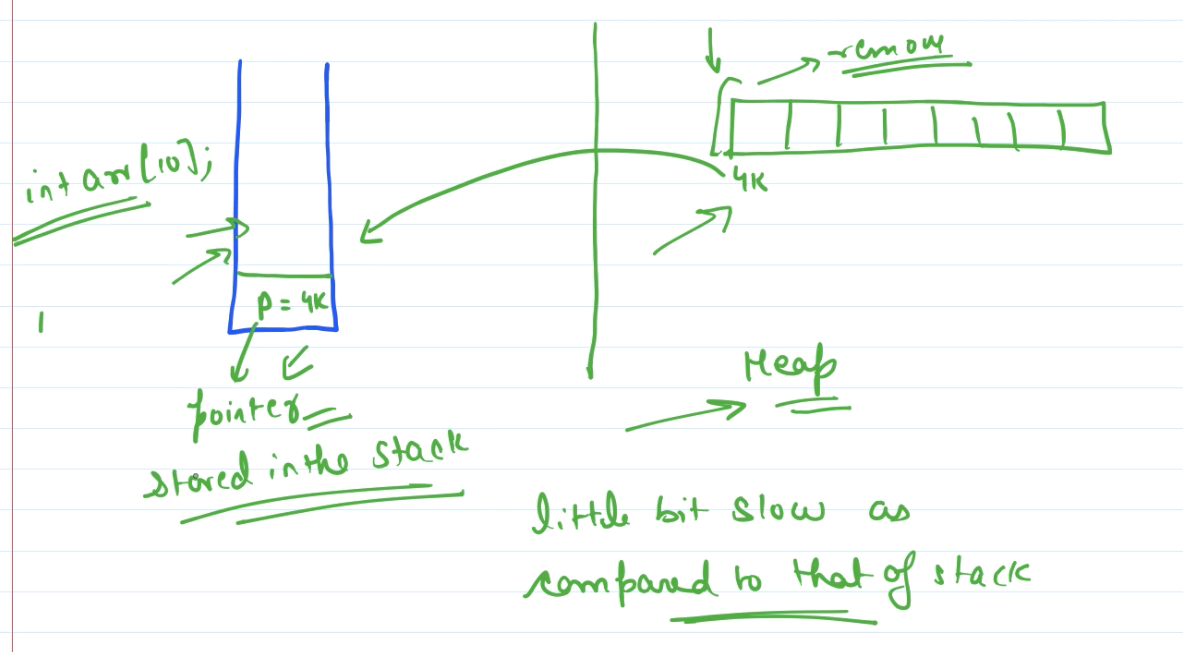 remove
int arr[10];
4K
p = 4K
Heap
pointer
stored in the stack
little bit slow as
compared to that of stack